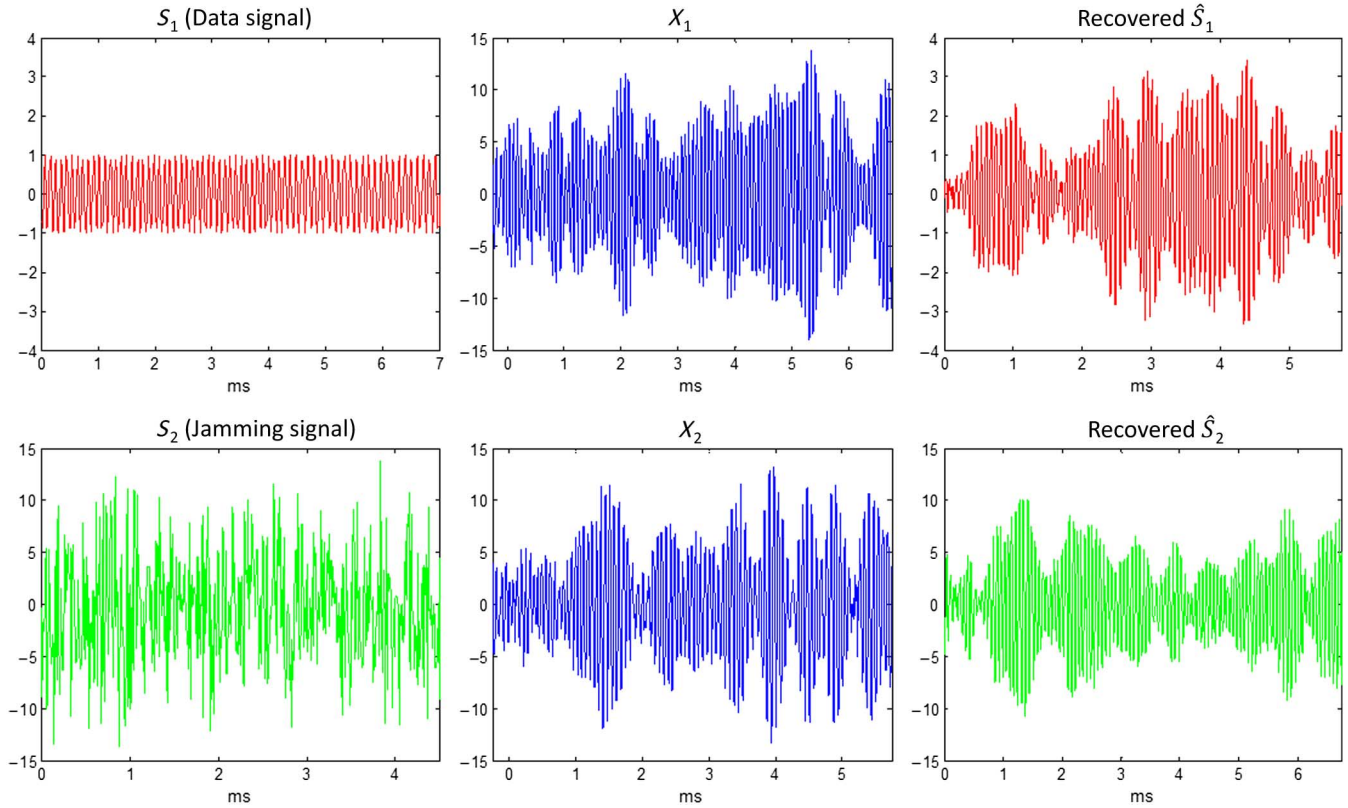 S₁ (Data signal)
4
3
2
1
0
−1
−2
−3
−4
0 1 2 3 4 5 6 7
ms
X₁
15
10
5
0
−5
−10
−15
0 1 2 3 4 5 6
ms
Recovered Ŝ₁
4
3
2
1
0
−1
−2
−3
−4
0 1 2 3 4 5
ms
S₂ (Jamming signal)
15
10
5
0
−5
−10
−15
0 1 2 3 4
ms
X₂
15
10
5
0
−5
−10
−15
0 1 2 3 4 5
ms
Recovered Ŝ₂
15
10
5
0
−5
−10
−15
0 1 2 3 4 5 6
ms